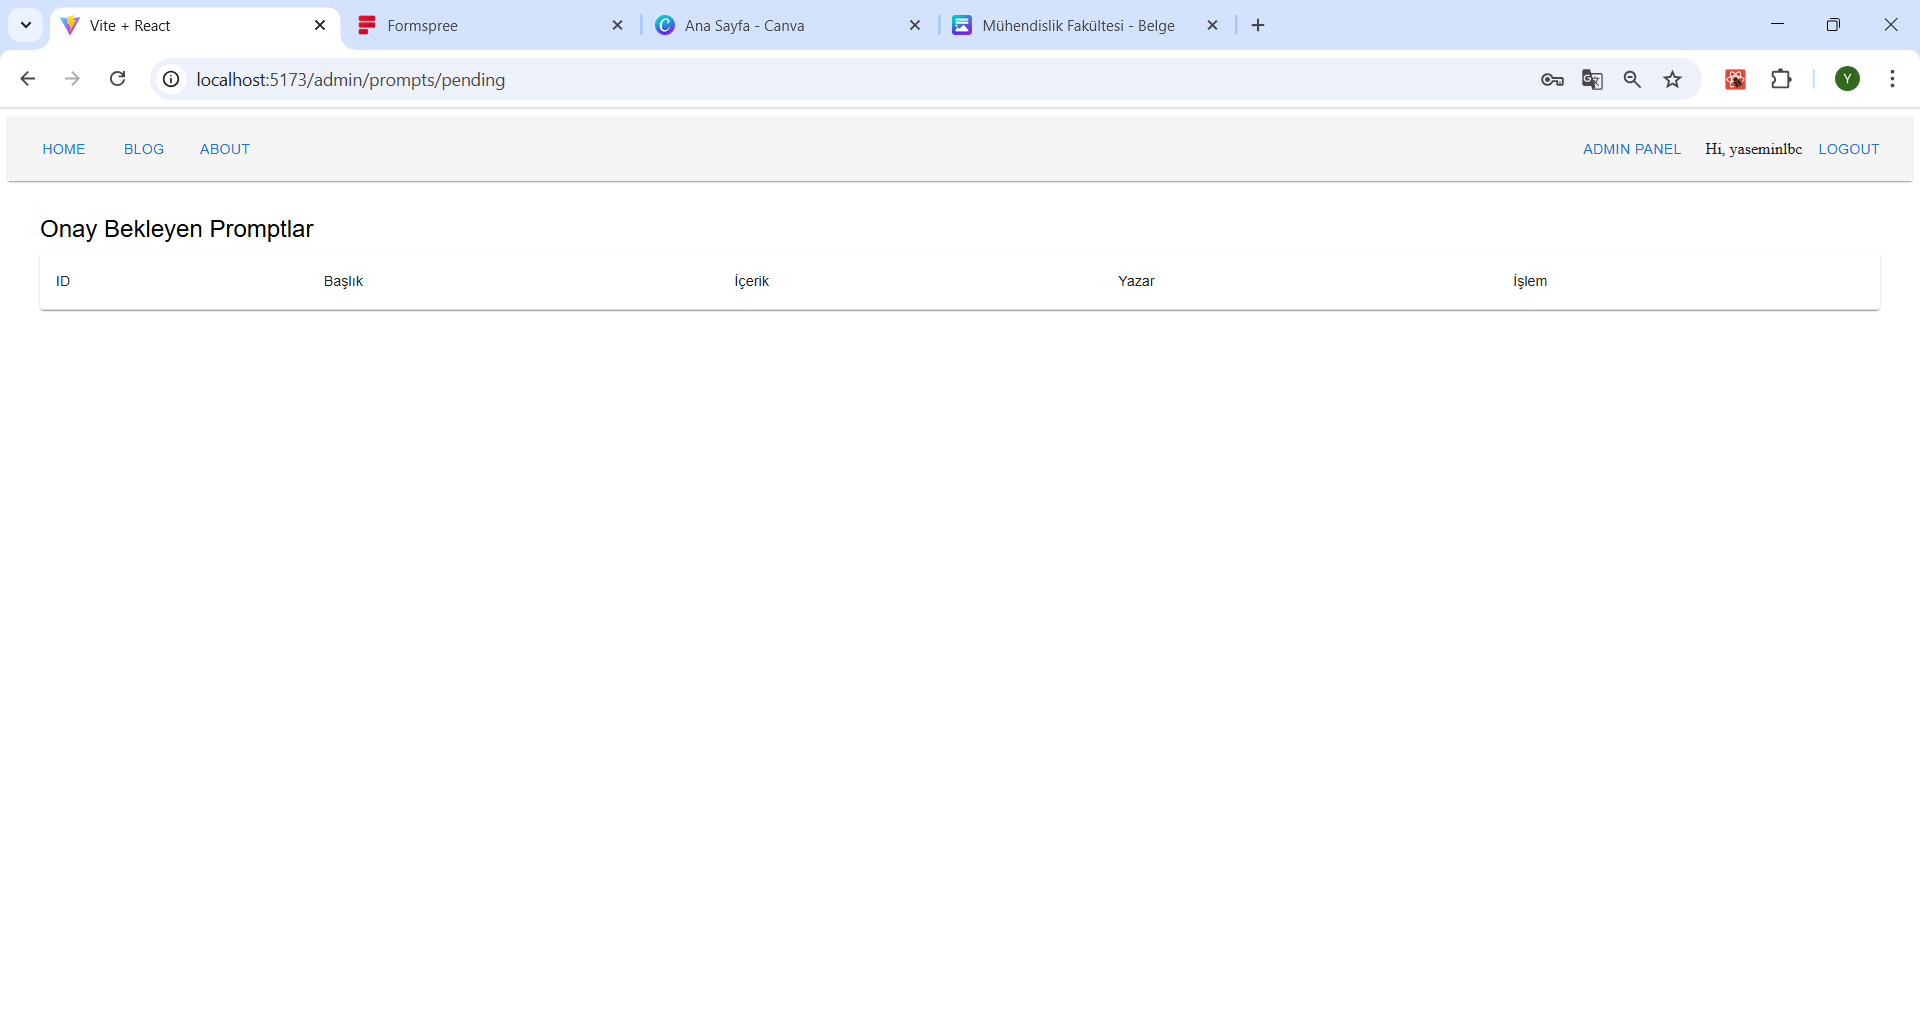 Vite + React
Formspree
Ana Sayfa - Canva
Mühendislik Fakültesi - Belge
localhost:5173/admin/prompts/pending
Y
HOME BLOG ABOUT ADMIN PANEL Hi, yaseminlbc LOGOUT
Onay Bekleyen Promptlar
ID Başlık İçerik Yazar İşlem